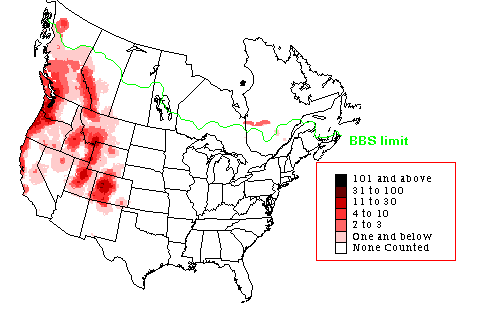 BBS limit
101 and above
31 to 100
11 to 30
4 to 10
2 to 3
One and below
None Counted